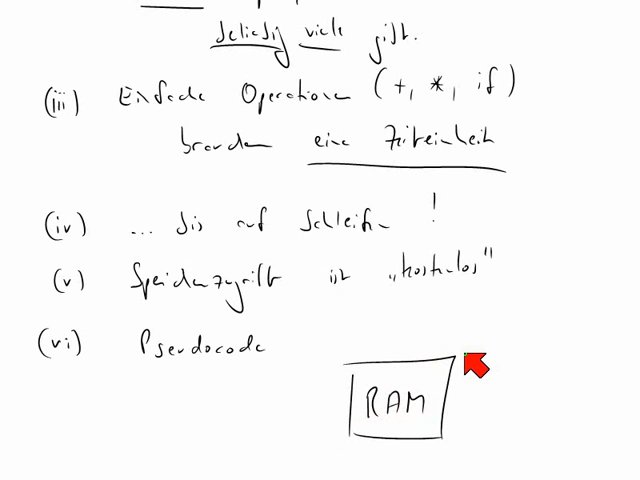 beliebig viele gibt.
(iii) Einfache Operationen (+, *, if)
brauchen eine Zeiteinheit
(iv) ... bis auf Schleifen !
(v) Speicherzugriff ist „kostenlos"
(vi) Pseudocode
RAM